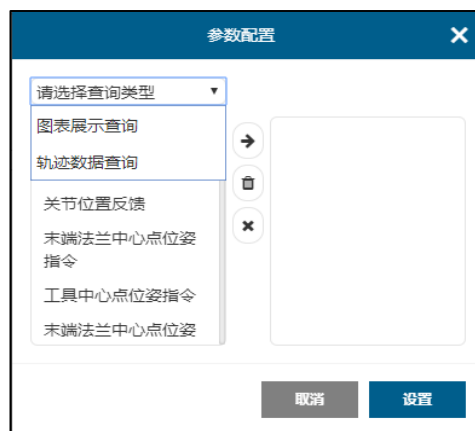 参数配置
请选择查询类型
图表展示查询
轨迹数据查询
关节位置反馈
末端法兰中心点位姿
指令
工具中心点位姿指令
末端法兰中心点位姿
取消
设置